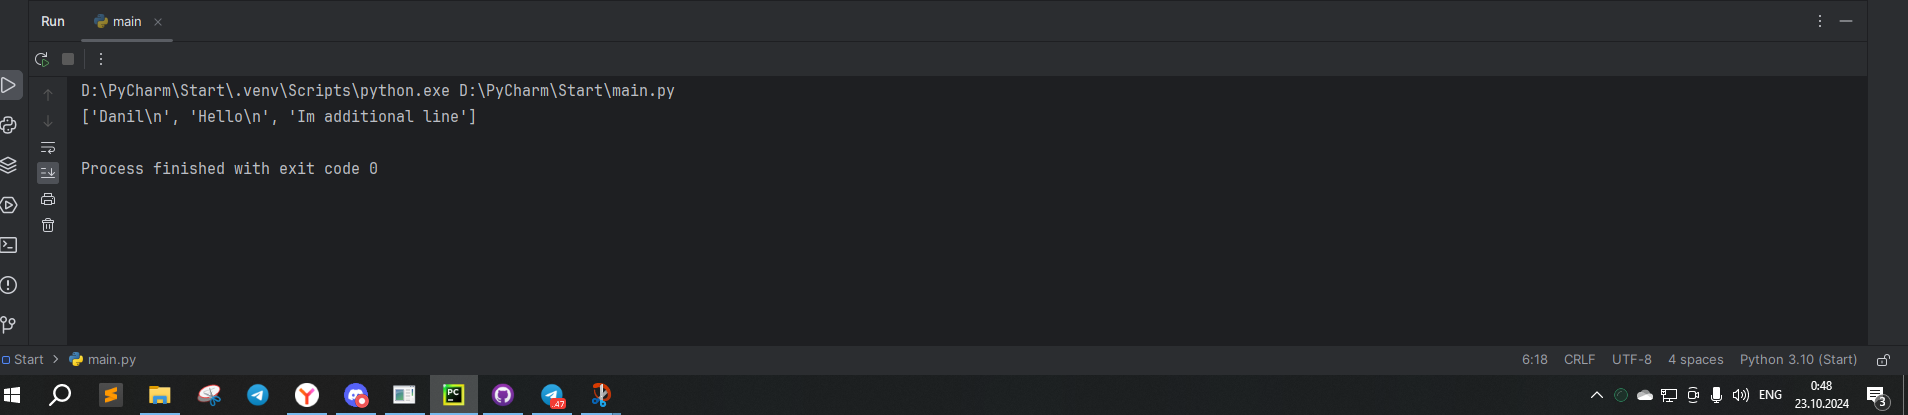 Run main
D:\PyCharm\Start\.venv\Scripts\python.exe D:\PyCharm\Start\main.py
['Danil\n', 'Hello\n', 'Im additional line']
Process finished with exit code 0
Start > main.py 6:18 CRLF UTF-8 4 spaces Python 3.10 (Start)
PC 47 ENG 0:48
23.10.2024 3